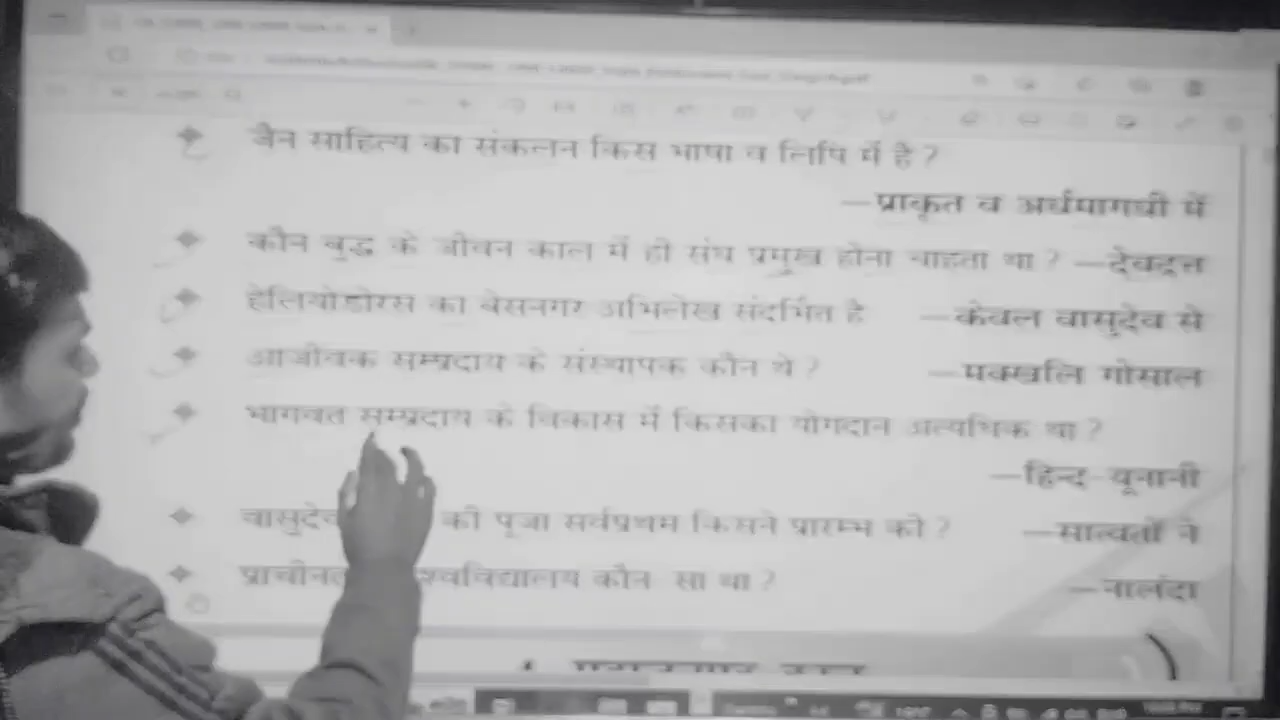 जैन साहित्य का संकलन किस भाषा व लिपि में है ?
—प्राकृत व अर्धमागधी में
कौन बुद्ध के जीवन काल में ही संघ प्रमुख होना चाहता था ? —देवदत्त
हेलियोडोरस का बेसनगर अभिलेख संदर्भित है —केवल वासुदेव से
आजीवक सम्प्रदाय के संस्थापक कौन थे ? —मक्खलि गोसाल
भागवत सम्प्रदाय के विकास में किसका योगदान अत्यधिक था ?
—हिन्द-यूनानी
वासुदेव की पूजा सर्वप्रथम किसने प्रारम्भ की ? —सात्वतों ने
विश्वविद्यालय कौन सा था ? —नालंदा